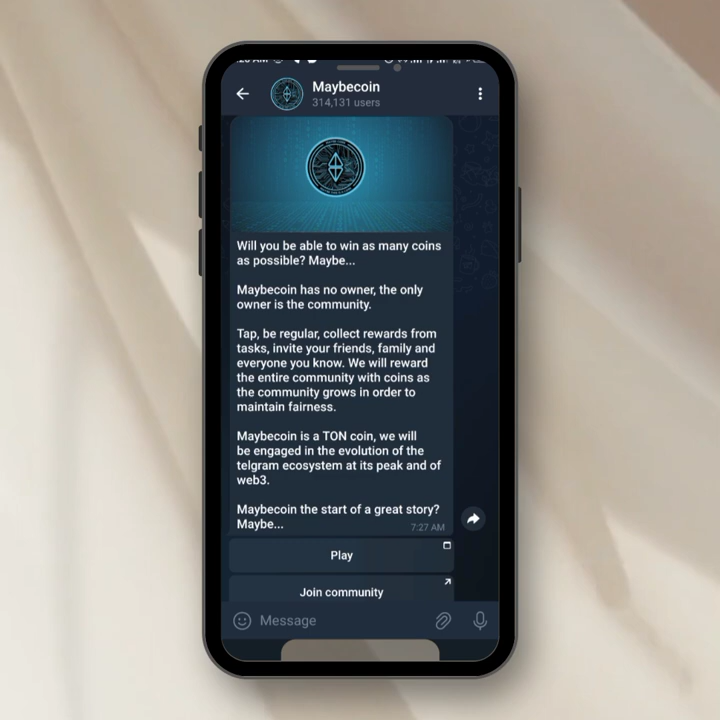 Maybecoin
314,131 users
Will you be able to win as many coins
as possible? Maybe...
Maybecoin has no owner, the only
owner is the community.
Tap, be regular, collect rewards from
tasks, invite your friends, family and
everyone you know. We will reward
the entire community with coins as
the community grows in order to
maintain fairness.
Maybecoin is a TON coin, we will
be engaged in the evolution of the
telgram ecosystem at its peak and of
web3.
Maybecoin the start of a great story?
Maybe...
7:27 AM
Play
Join community
Message